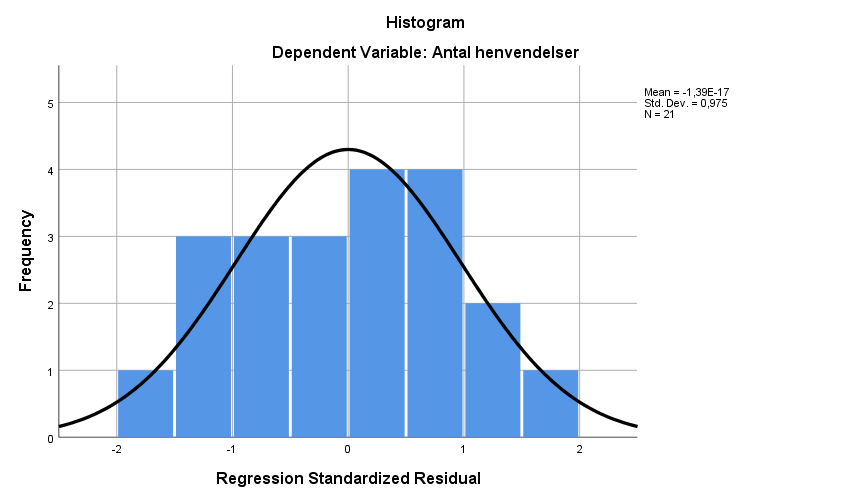 Histogram
Dependent Variable: Antal henvendelser
Mean = -1,39E-17
Std. Dev. = 0,975
N = 21
Frequency
5
4
3
2
1
0
-2
-1
0
1
2
Regression Standardized Residual